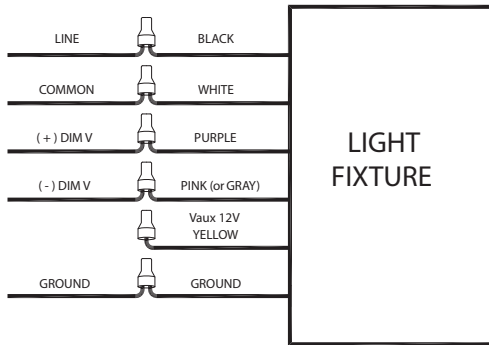 LINE BLACK
COMMON WHITE
( + ) DIM V PURPLE
LIGHT
FIXTURE
( - ) DIM V PINK (or GRAY)
Vaux 12V
YELLOW
GROUND GROUND